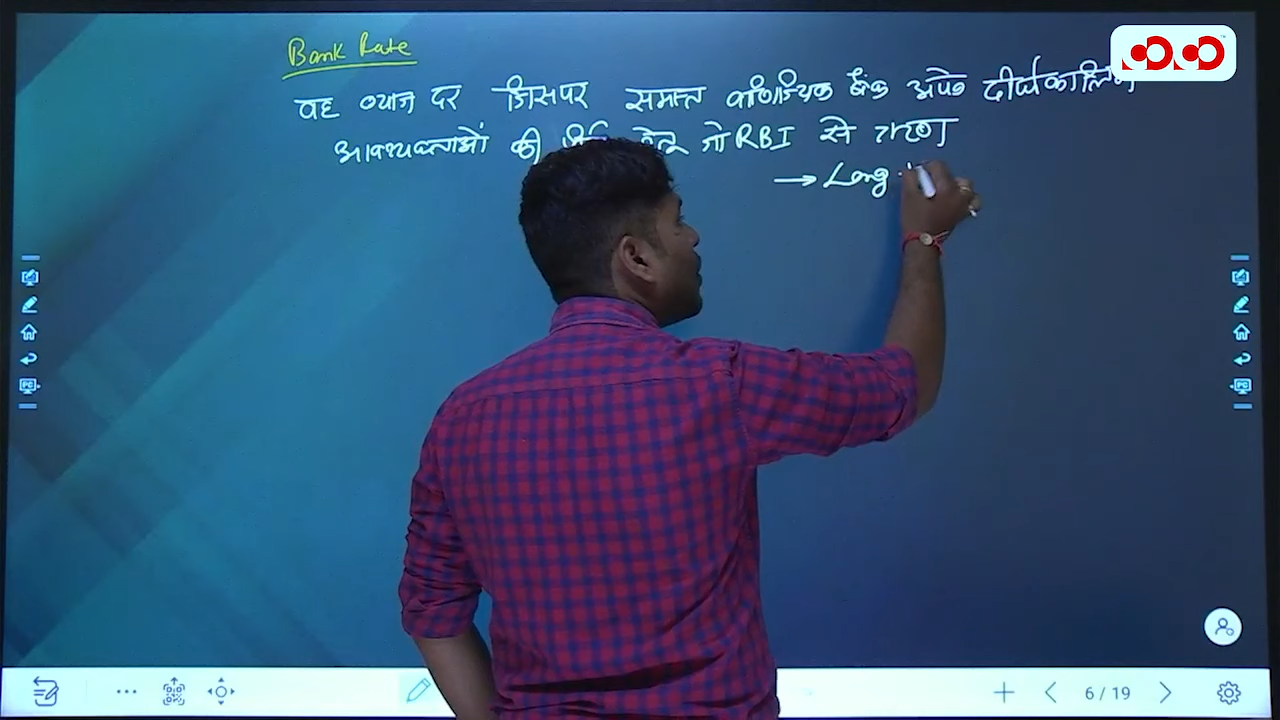 Bank Rate
वह ब्याज दर जिसपर समस्त वाणिज्यिक बैंक अपने दीर्घकालिक
आवश्यकताओं की हेतु जो RBI से
→ Long
6 / 19